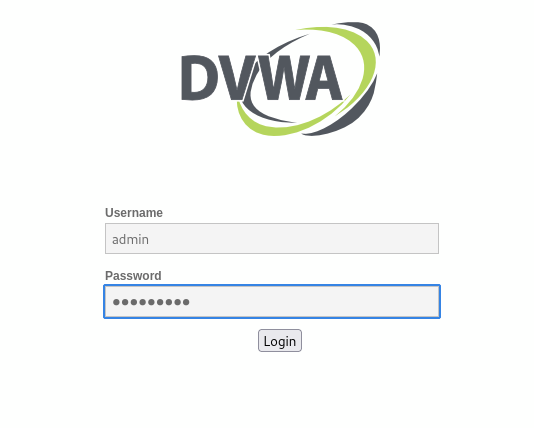 DVWA
Username
admin
Password
●●●●●●●●●
Login